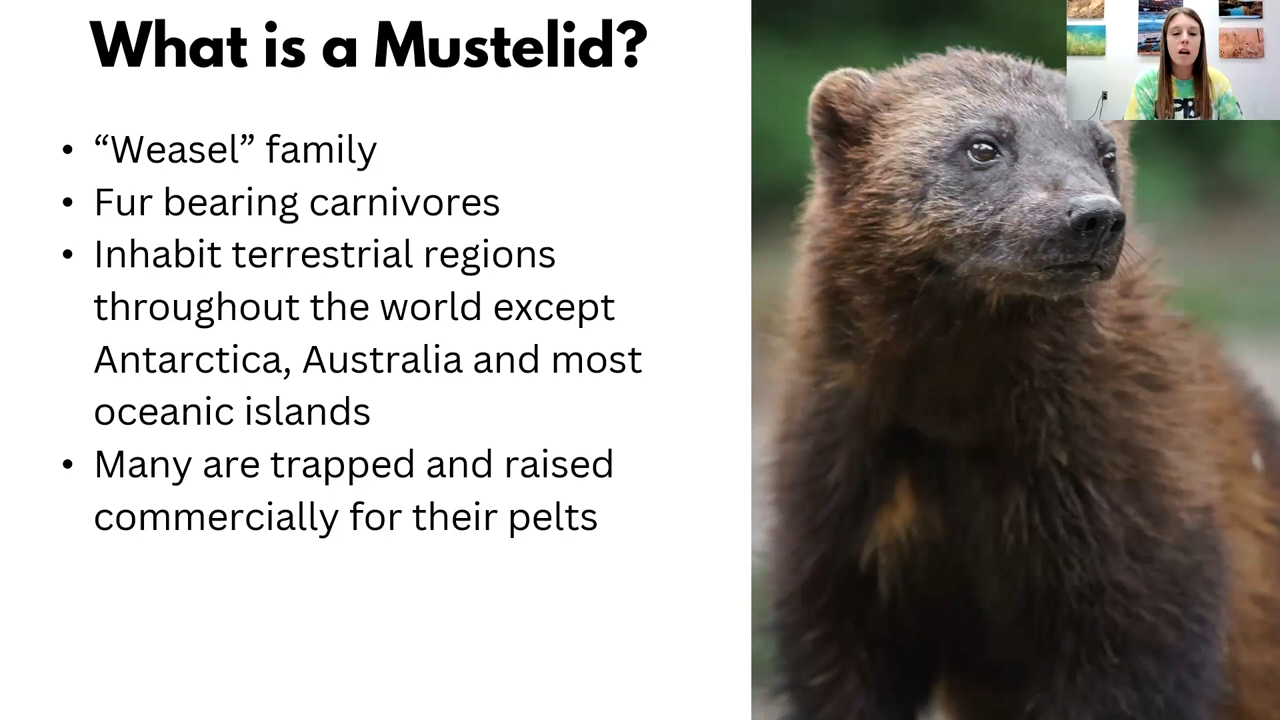 What is a Mustelid?
• “Weasel” family
• Fur bearing carnivores
• Inhabit terrestrial regions
throughout the world except
Antarctica, Australia and most
oceanic islands
• Many are trapped and raised
commercially for their pelts